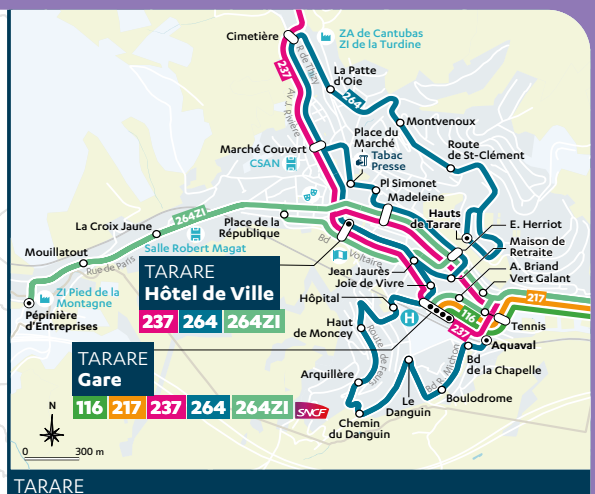 Cimetière
ZA de Cantubas
ZI de la Turdine
237
R. de Thizy
La Patte
d'Oie
264
Av. J. Rivière
Montvenoux
Place du
Marché
Tabac
Presse
Route
de St-Clément
Marché Couvert
CSAN
Pl Simonet
Madeleine
264ZI
Place de la
République
Hauts
de Tarare
E. Herriot
La Croix Jaune
Salle Robert Magat
Bd Voltaire
Maison de
Retraite
Mouillatout
Rue de Paris
Jean Jaurès
Joie de Vivre
A. Briand
Vert Galant
ZI Pied de la
Montagne
Pépinière
d'Entreprises
TARARE
Hôtel de Ville
237 264 264ZI
Hôpital
H
116
217
237
Tennis
Haut
de Moncey
Route de Feurs
Aqua​val
TARARE
Gare
116 217 237 264 264ZI SNCF
Arquillère
Bd R. Michon
Bd
de la Chapelle
Le
Danguin
Boulodrome
Chemin
du Danguin
N
0 300 m
TARARE